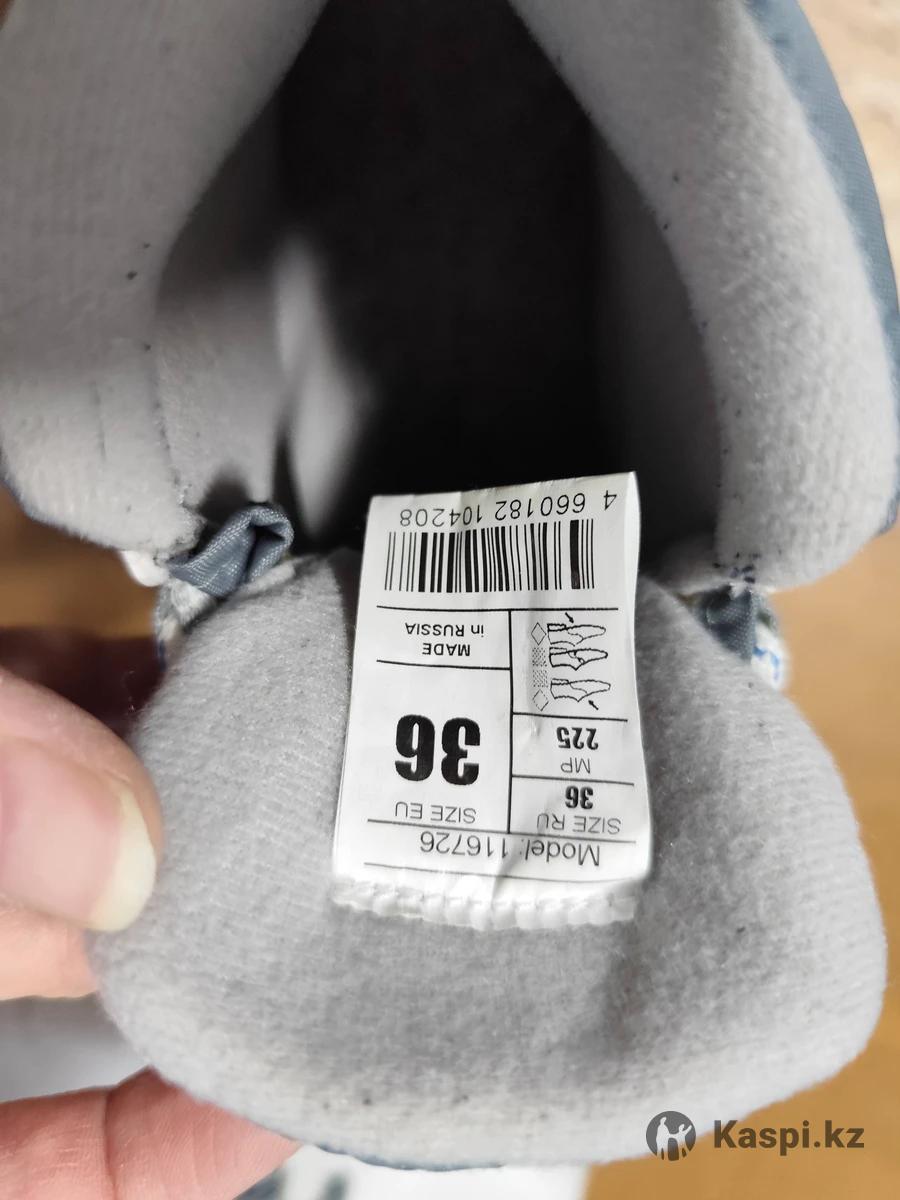 Model: 116726
SIZE RU
36
SIZE EU
36
MP
225
MADE
in RUSSIA
4 660182 104208
Kaspi.kz